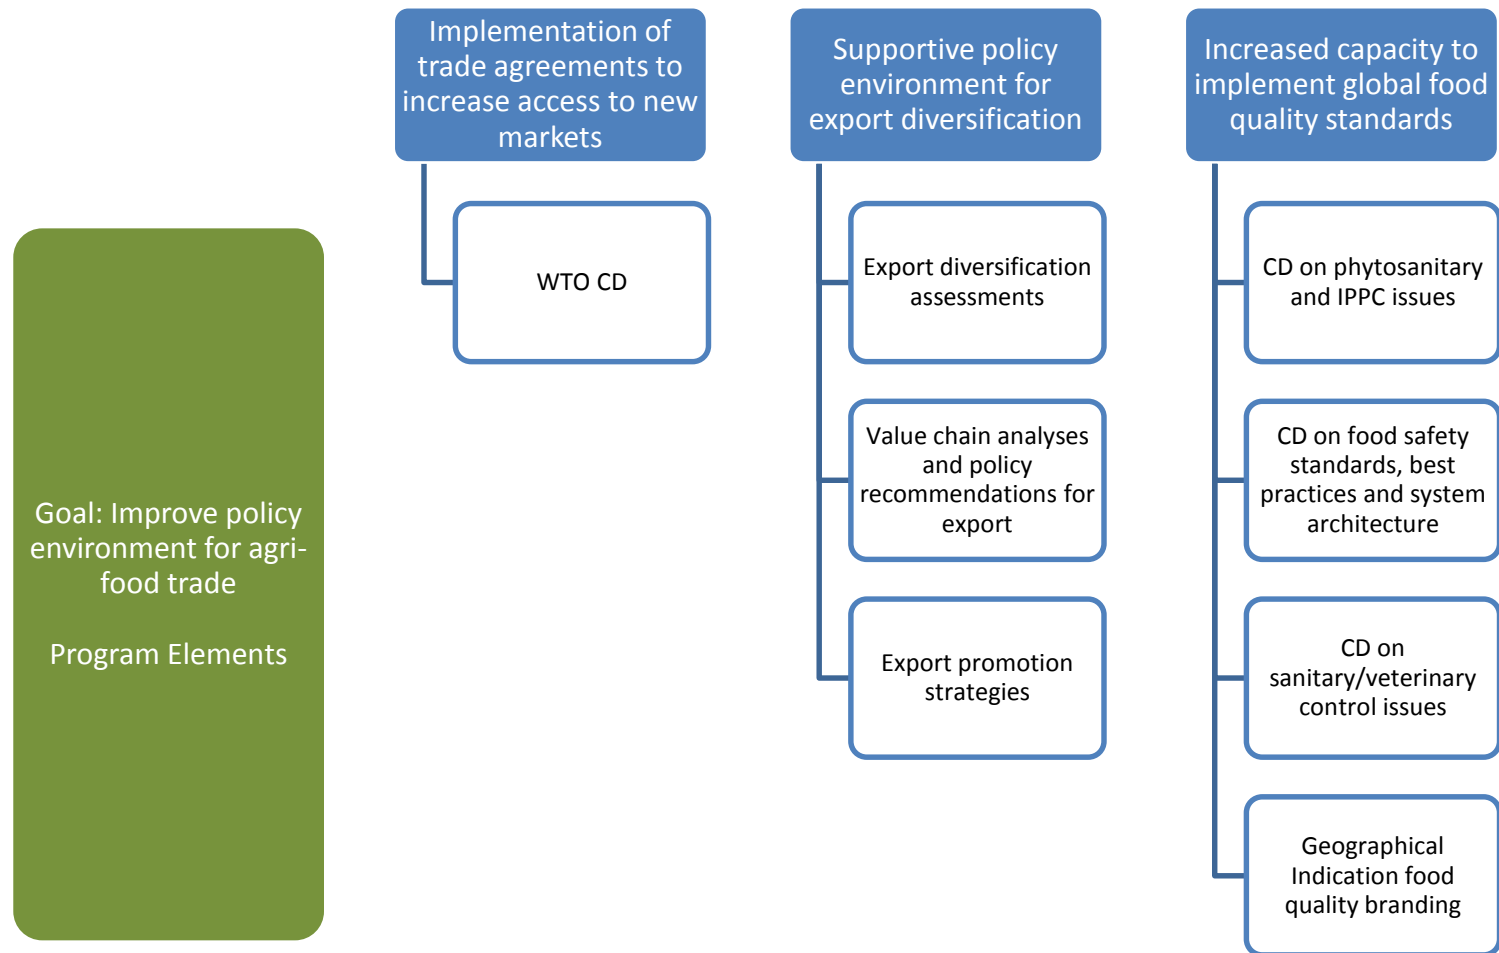 Goal: Improve policy
environment for agri-
food trade
Program Elements
Implementation of
trade agreements to
increase access to new
markets
WTO CD
Supportive policy
environment for
export diversification
Export diversification
assessments
Value chain analyses
and policy
recommendations for
export
Export promotion
strategies
Increased capacity to
implement global food
quality standards
CD on phytosanitary
and IPPC issues
CD on food safety
standards, best
practices and system
architecture
CD on
sanitary/veterinary
control issues
Geographical
Indication food
quality branding